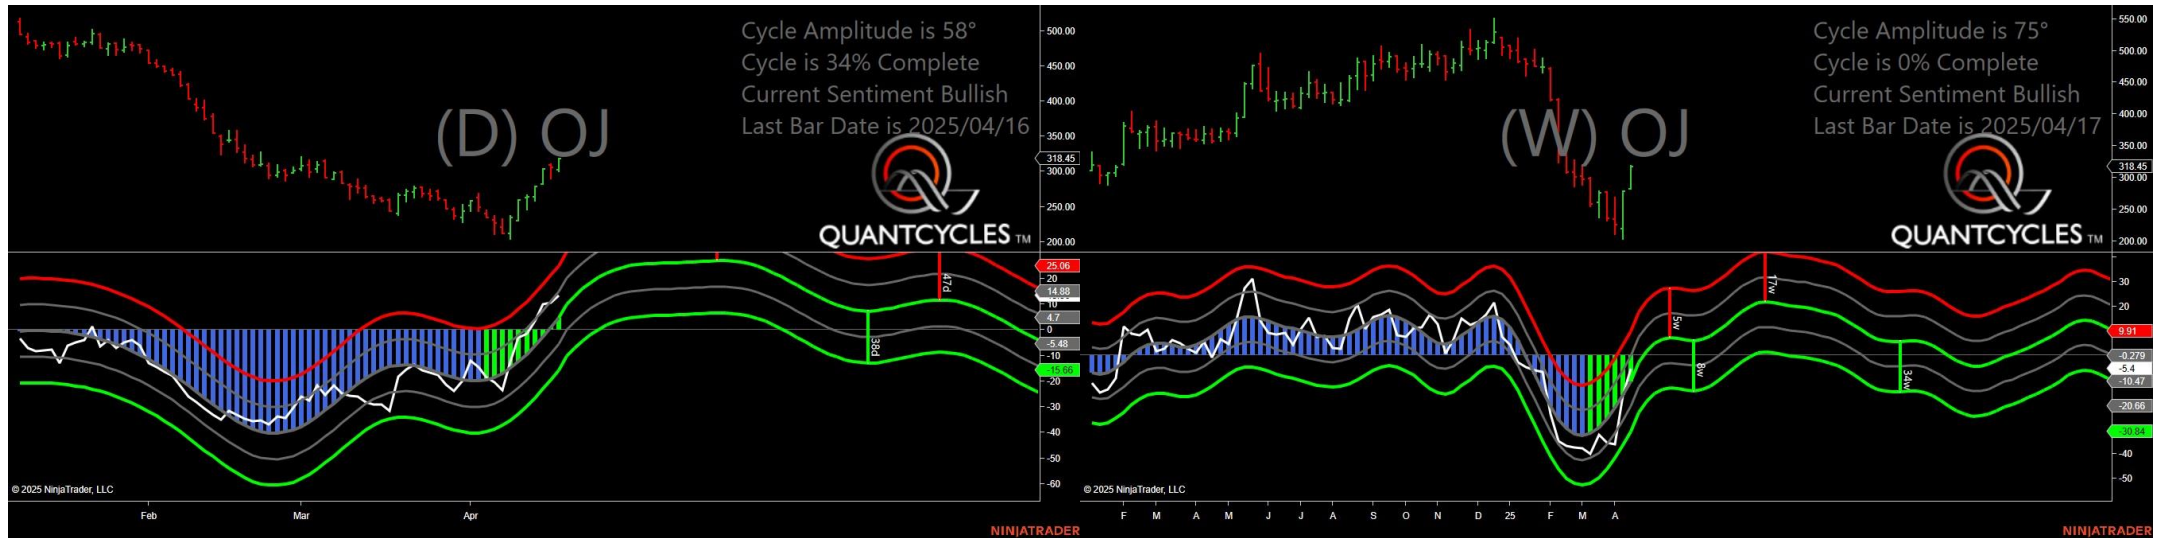 Cycle Amplitude is 58°
Cycle is 34% Complete
Current Sentiment Bullish
Last Bar Date is 2025/04/16
(D) OJ
QUANTCYCLES TM
500.00
450.00
400.00
350.00
318.45
300.00
250.00
200.00
25.06
20
14.88
10
4.7
0
-5.48
-10
-15.66
-20
-30
-40
-50
-60
47d
38d
© 2025 NinjaTrader, LLC
Feb Mar Apr
NINJATRADER
Cycle Amplitude is 75°
Cycle is 0% Complete
Current Sentiment Bullish
Last Bar Date is 2025/04/17
(W) OJ
QUANTCYCLES TM
550.00
500.00
450.00
400.00
350.00
318.45
300.00
250.00
200.00
30
20
9.91
-0.279
-5.4
-10.47
-20.66
-30.84
-40
-50
5w
17w
8w
34w
© 2025 NinjaTrader, LLC
F M A M J J A S O N D 25 F M A
NINJATRADER